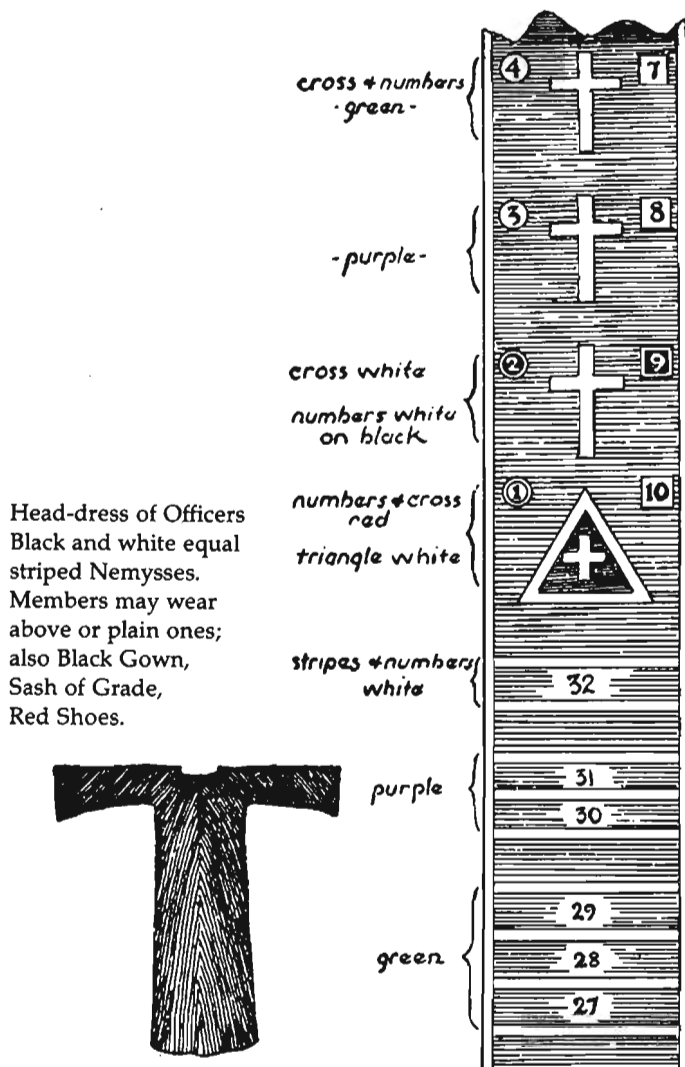 cross & numbers
- green -
4
7
- purple -
3
8
cross white
numbers white
on black
2
9
numbers & cross
red
triangle white
1
10
stripes & numbers
white
32
purple
31
30
green
29
28
27
Head-dress of Officers
Black and white equal
striped Nemysses.
Members may wear
above or plain ones;
also Black Gown,
Sash of Grade,
Red Shoes.